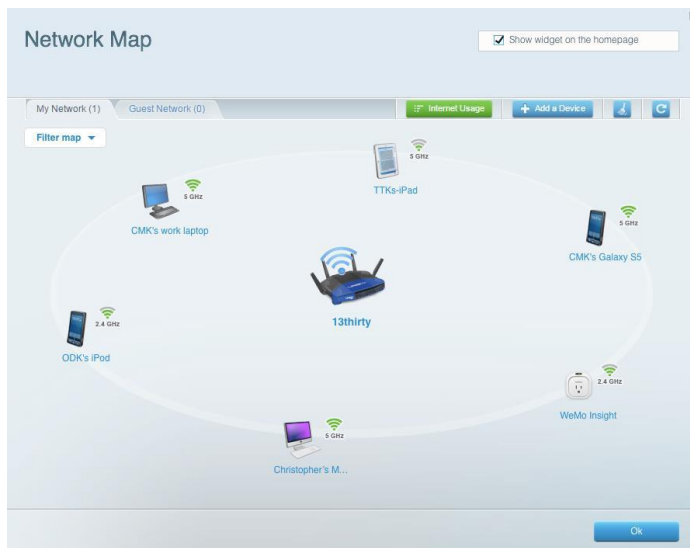 Network Map
Show widget on the homepage
My Network (1)
Guest Network (0)
Internet Usage
Add a Device
Filter map
5 GHz
TTKs-iPad
5 GHz
CMK's work laptop
5 GHz
CMK's Galaxy S5
13thirty
2.4 GHz
ODK's iPod
2.4 GHz
WeMo Insight
5 GHz
Christopher's M...
Ok